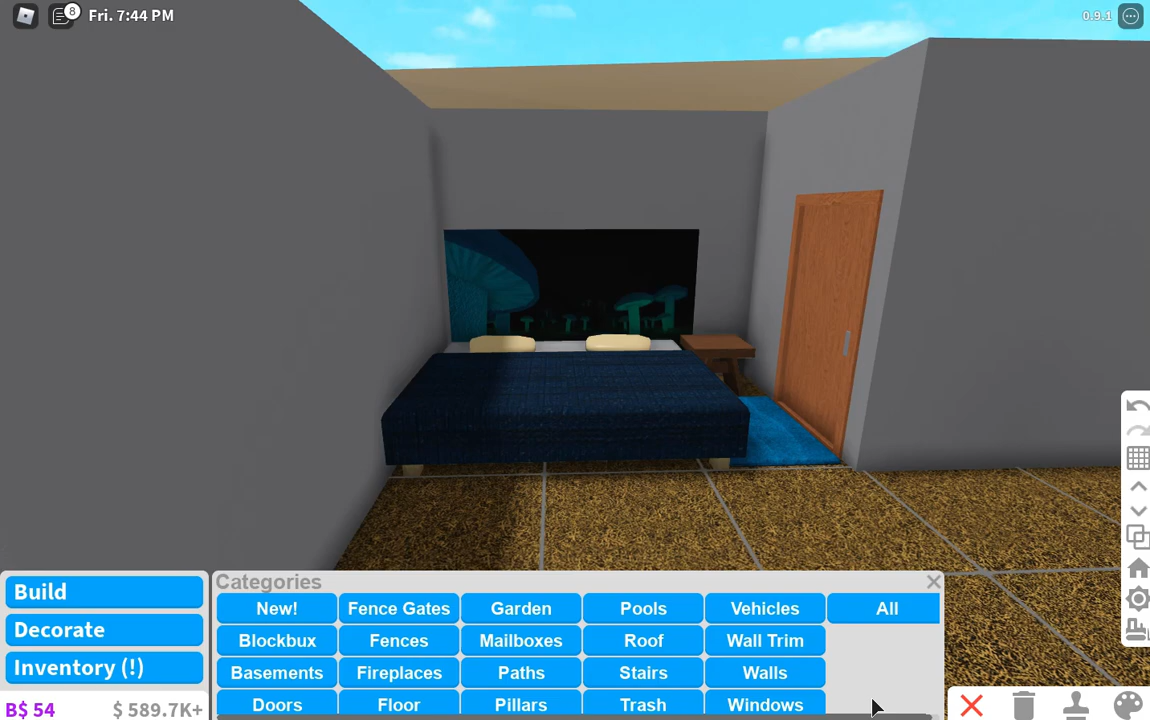 8 Fri. 7:44 PM
0.9.1
Build
Decorate
Inventory (!)
B$ 54 $ 589.7K+
Categories
New! Fence Gates Garden Pools Vehicles All
Blockbux Fences Mailboxes Roof Wall Trim
Basements Fireplaces Paths Stairs Walls
Doors Floor Pillars Trash Windows